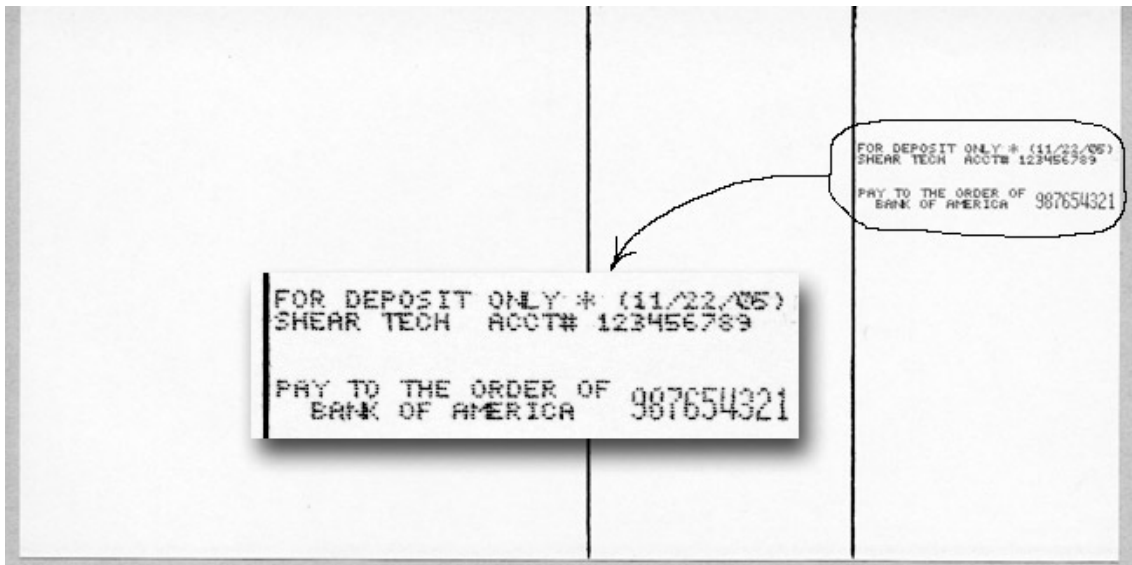 FOR DEPOSIT ONLY * (11/22/05)
SHEAR TECH ACCT# 123456789
PAY TO THE ORDER OF
BANK OF AMERICA 987654321
FOR DEPOSIT ONLY * (11/22/05)
SHEAR TECH ACCT# 123456789
PAY TO THE ORDER OF
BANK OF AMERICA 987654321